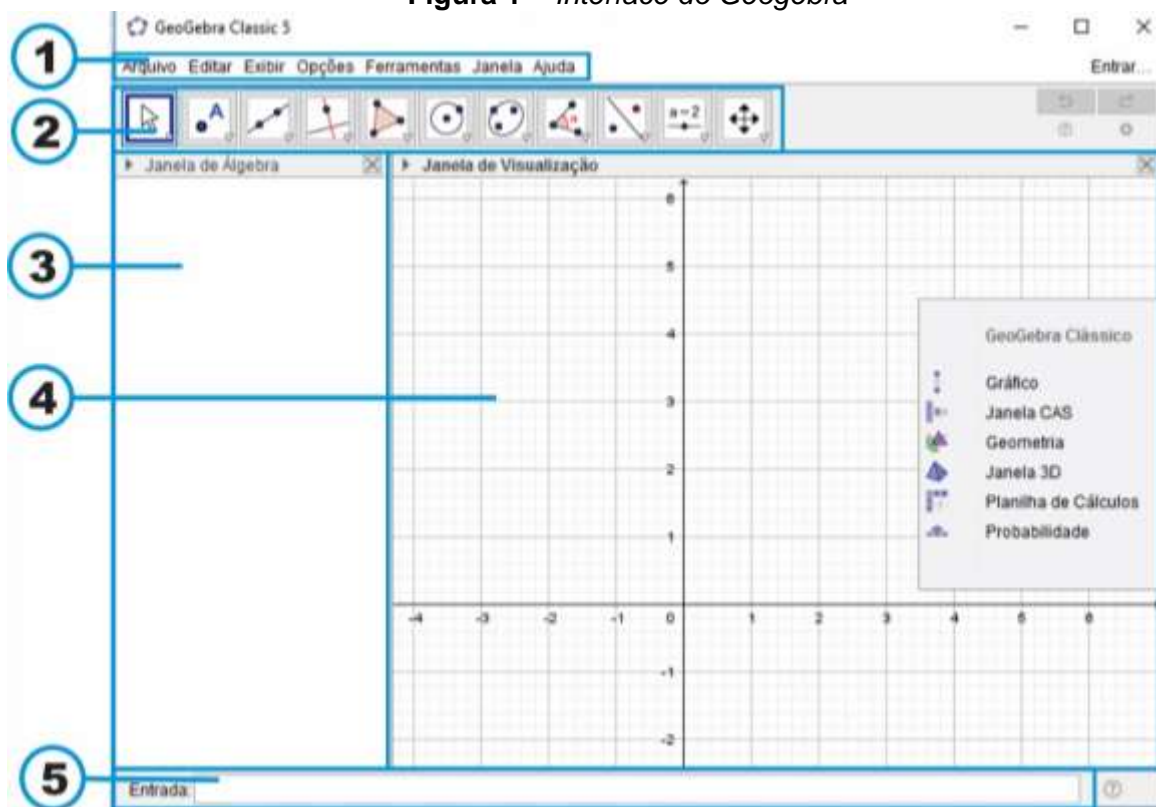 Figura 1 – Interface do Geogebra
GeoGebra Classic 5
1
Arquivo Editar Exibir Opções Ferramentas Janela Ajuda
Entrar...
2
A
a=2
Janela de Álgebra
Janela de Visualização
6
3
5
4
GeoGebra Clássico
Gráfico
4
3
Janela CAS
Geometria
2
Janela 3D
Planilha de Cálculos
1
Probabilidade
-4 -3 -2 -1 0 1 2 3 4 5 6
-1
-2
5
Entrada: